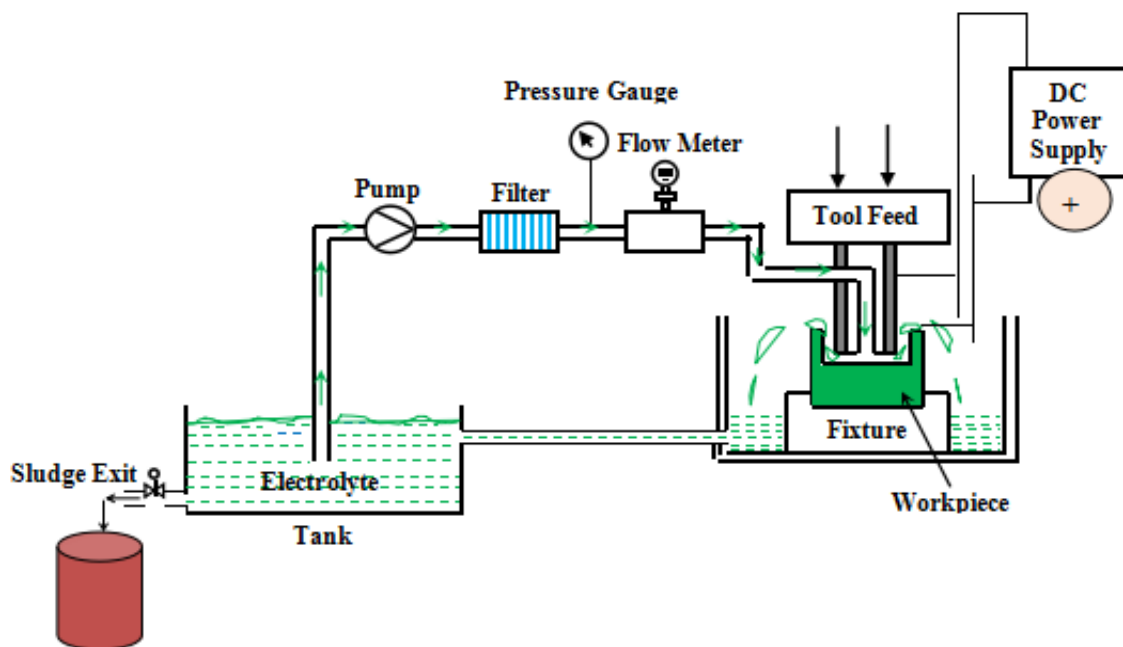 Pressure Gauge
Flow Meter
Pump
Filter
DC
Power
Supply
+
Tool Feed
Fixture
Sludge Exit
Electrolyte
Workpiece
Tank